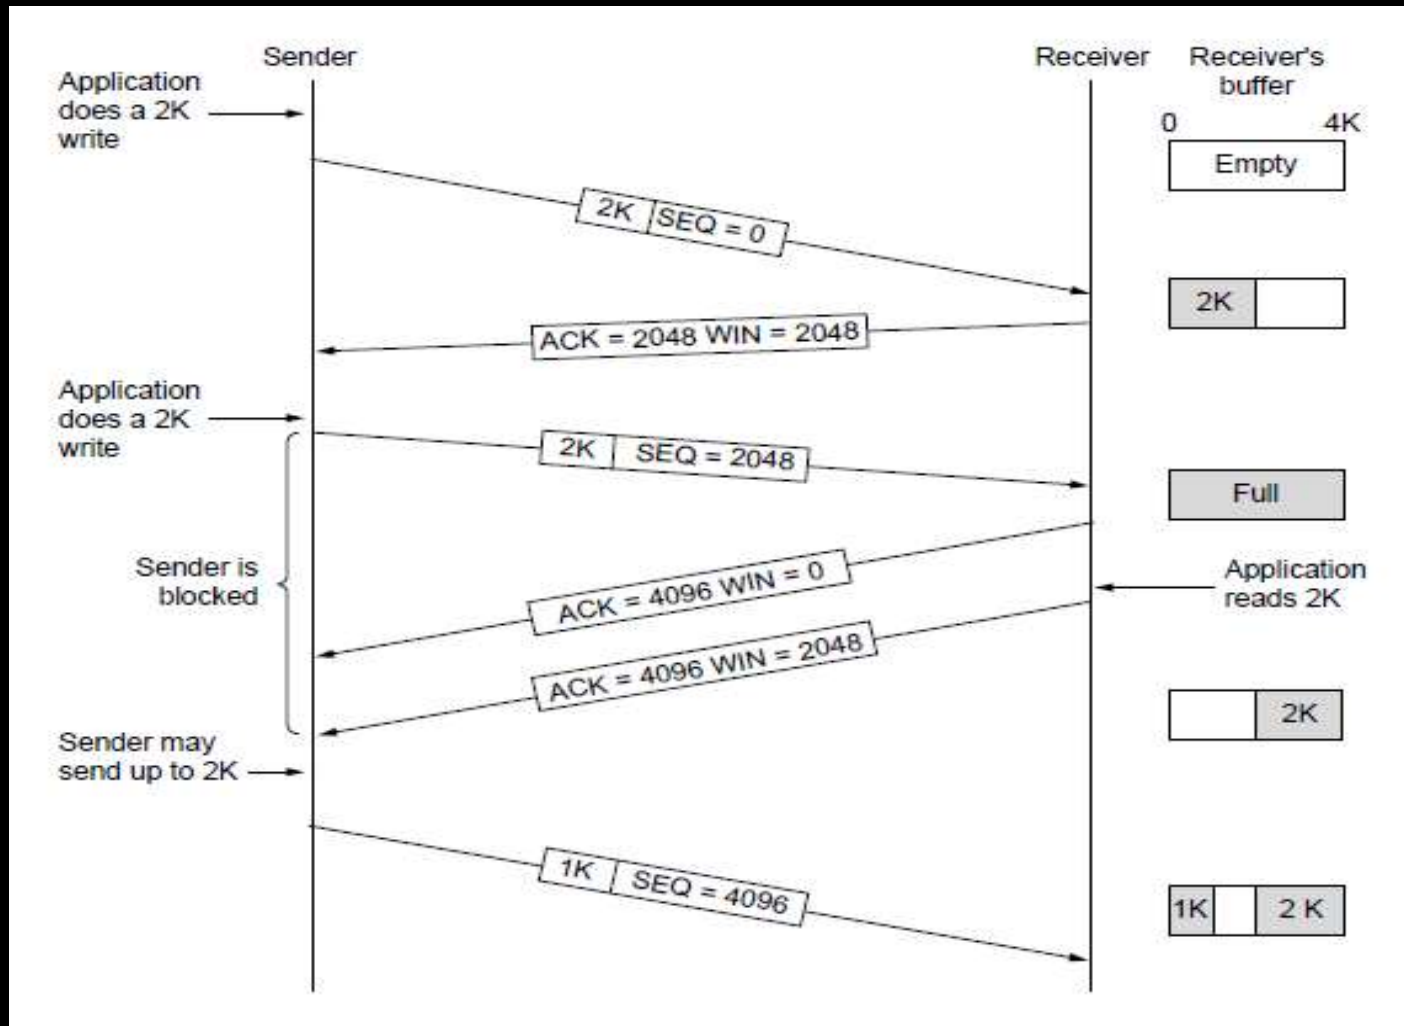 Sender
Receiver
Receiver's
buffer
Application
does a 2K
write
0
4K
Empty
2K
SEQ = 0
2K
ACK = 2048 WIN = 2048
Application
does a 2K
write
2K
SEQ = 2048
Full
Sender is
blocked
ACK = 4096 WIN = 0
Application
reads 2K
ACK = 4096 WIN = 2048
2K
Sender may
send up to 2K
1K
SEQ = 4096
1K
2 K